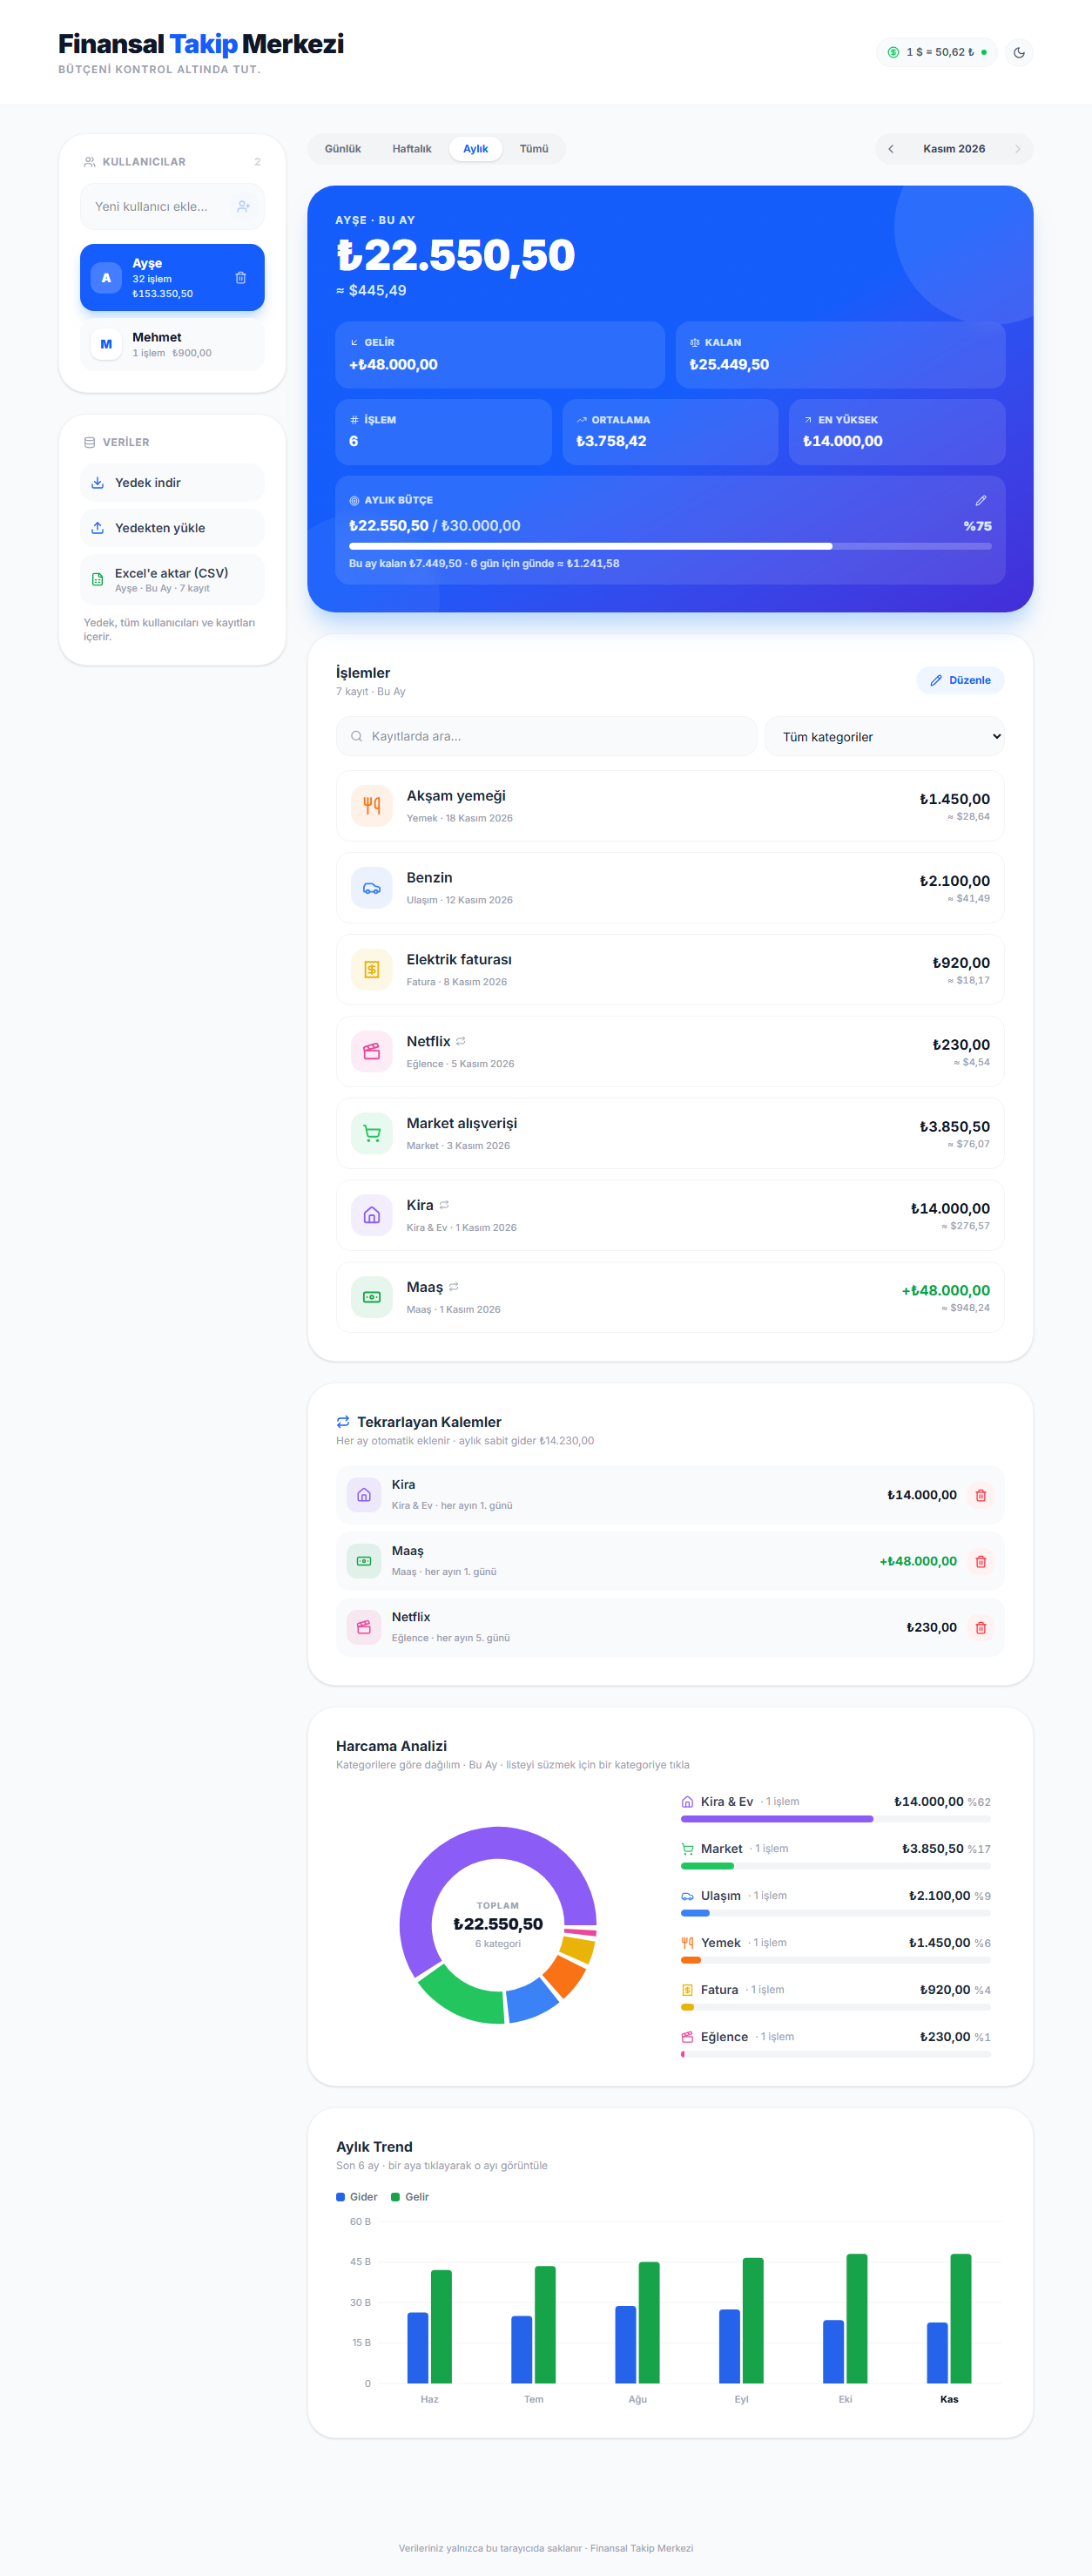 Finansal Takip Merkezi
BÜTÇENİ KONTROL ALTINDA TUT.
1 $ = 50,62 ₺
KULLANICILAR 2
Yeni kullanıcı ekle...
A
Ayşe
32 işlem
₺153.350,50
M
Mehmet
1 işlem ₺900,00
VERİLER
Yedek indir
Yedekten yükle
Excel'e aktar (CSV)
Ayşe · Bu Ay · 7 kayıt
Yedek, tüm kullanıcıları ve kayıtları
içerir.
Günlük Haftalık Aylık Tümü
Kasım 2026
AYŞE · BU AY
₺22.550,50
≈ $445,49
GELİR
+₺48.000,00
KALAN
₺25.449,50
İŞLEM
6
ORTALAMA
₺3.758,42
EN YÜKSEK
₺14.000,00
AYLIK BÜTÇE
₺22.550,50 / ₺30.000,00 %75
Bu ay kalan ₺7.449,50 · 6 gün için günde ≈ ₺1.241,58
İşlemler
7 kayıt · Bu Ay
Düzenle
Kayıtlarda ara...
Tüm kategoriler
Akşam yemeği
Yemek · 18 Kasım 2026
₺1.450,00
≈ $28,64
Benzin
Ulaşım · 12 Kasım 2026
₺2.100,00
≈ $41,49
Elektrik faturası
Fatura · 8 Kasım 2026
₺920,00
≈ $18,17
Netflix
Eğlence · 5 Kasım 2026
₺230,00
≈ $4,54
Market alışverişi
Market · 3 Kasım 2026
₺3.850,50
≈ $76,07
Kira
Kira & Ev · 1 Kasım 2026
₺14.000,00
≈ $276,57
Maaş
Maaş · 1 Kasım 2026
+₺48.000,00
≈ $948,24
Tekrarlayan Kalemler
Her ay otomatik eklenir · aylık sabit gider ₺14.230,00
Kira
Kira & Ev · her ayın 1. günü
₺14.000,00
Maaş
Maaş · her ayın 1. günü
+₺48.000,00
Netflix
Eğlence · her ayın 5. günü
₺230,00
Harcama Analizi
Kategorilere göre dağılım · Bu Ay · listeyi süzmek için bir kategoriye tıkla
TOPLAM
₺22.550,50
6 kategori
Kira & Ev · 1 işlem ₺14.000,00 %62
Market · 1 işlem ₺3.850,50 %17
Ulaşım · 1 işlem ₺2.100,00 %9
Yemek · 1 işlem ₺1.450,00 %6
Fatura · 1 işlem ₺920,00 %4
Eğlence · 1 işlem ₺230,00 %1
Aylık Trend
Son 6 ay · bir aya tıklayarak o ayı görüntüle
Gider Gelir
60 B
45 B
30 B
15 B
0
Haz Tem Ağu Eyl Eki Kas
Verileriniz yalnızca bu tarayıcıda saklanır · Finansal Takip Merkezi